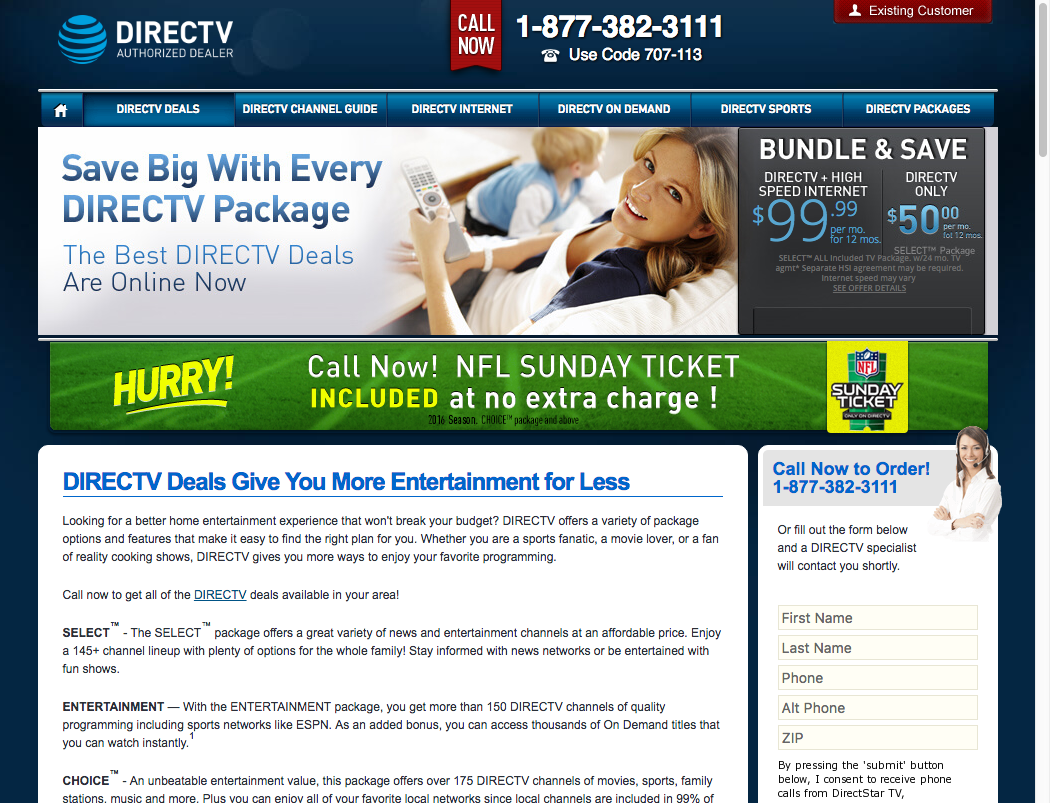 DIRECTV
AUTHORIZED DEALER
CALL
NOW
1-877-382-3111
Use Code 707-113
Existing Customer
DIRECTV DEALS
DIRECTV CHANNEL GUIDE
DIRECTV INTERNET
DIRECTV ON DEMAND
DIRECTV SPORTS
DIRECTV PACKAGES
Save Big With Every
DIRECTV Package
The Best DIRECTV Deals
Are Online Now
BUNDLE & SAVE
DIRECTV + HIGH
SPEED INTERNET
$99.99
per mo.
for 12 mos.
DIRECTV
ONLY
$50.00
per mo.
fot 12 mos.
SELECT™ Package
SELECT™ ALL Included TV Package. w/24 mo. TV
agmt* Separate HSI agreement may be required.
Internet speed may vary
SEE OFFER DETAILS
HURRY!
Call Now! NFL SUNDAY TICKET
INCLUDED at no extra charge !
2016 Season. CHOICE™ package and above
NFL
SUNDAY
TICKET
ONLY ON DIRECTV
DIRECTV Deals Give You More Entertainment for Less
Looking for a better home entertainment experience that won't break your budget? DIRECTV offers a variety of package
options and features that make it easy to find the right plan for you. Whether you are a sports fanatic, a movie lover, or a fan
of reality cooking shows, DIRECTV gives you more ways to enjoy your favorite programming.
Call now to get all of the DIRECTV deals available in your area!
SELECT™ - The SELECT™ package offers a great variety of news and entertainment channels at an affordable price. Enjoy
a 145+ channel lineup with plenty of options for the whole family! Stay informed with news networks or be entertained with
fun shows.
ENTERTAINMENT — With the ENTERTAINMENT package, you get more than 150 DIRECTV channels of quality
programming including sports networks like ESPN. As an added bonus, you can access thousands of On Demand titles that
you can watch instantly.1
CHOICE™ - An unbeatable entertainment value, this package offers over 175 DIRECTV channels of movies, sports, family
stations, music and more. Plus you can enjoy all of your favorite local networks since local channels are included in 99% of
Call Now to Order!
1-877-382-3111
Or fill out the form below
and a DIRECTV specialist
will contact you shortly.
First Name
Last Name
Phone
Alt Phone
ZIP
By pressing the 'submit' button
below, I consent to receive phone
calls from DirectStar TV,